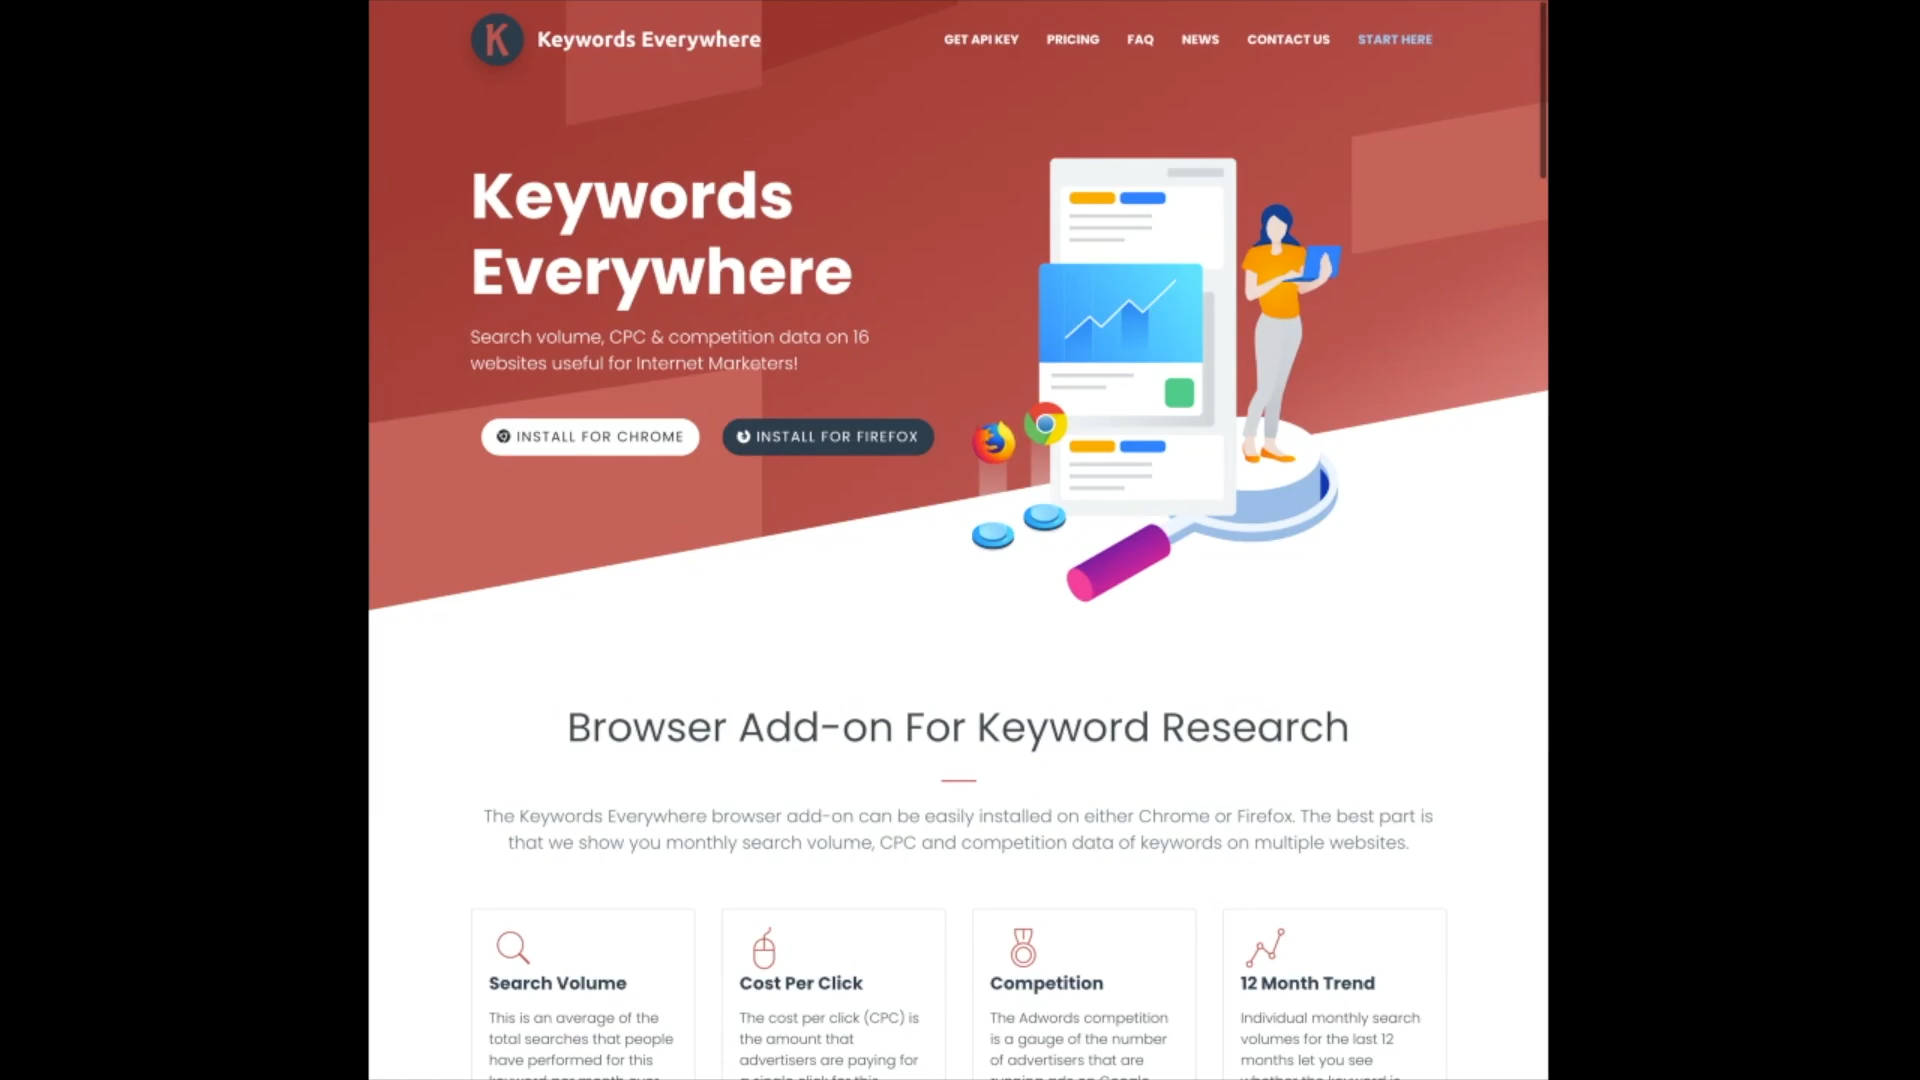 K Keywords Everywhere
GET API KEY PRICING FAQ NEWS CONTACT US START HERE
Keywords
Everywhere
Search volume, CPC & competition data on 16
websites useful for Internet Marketers!
INSTALL FOR CHROME INSTALL FOR FIREFOX
Browser Add-on For Keyword Research
The Keywords Everywhere browser add-on can be easily installed on either Chrome or Firefox. The best part is
that we show you monthly search volume, CPC and competition data of keywords on multiple websites.
Search Volume
This is an average of the
total searches that people
have performed for this
Cost Per Click
The cost per click (CPC) is
the amount that
advertisers are paying for
Competition
The Adwords competition
is a gauge of the number
of advertisers that are
12 Month Trend
Individual monthly search
volumes for the last 12
months let you see